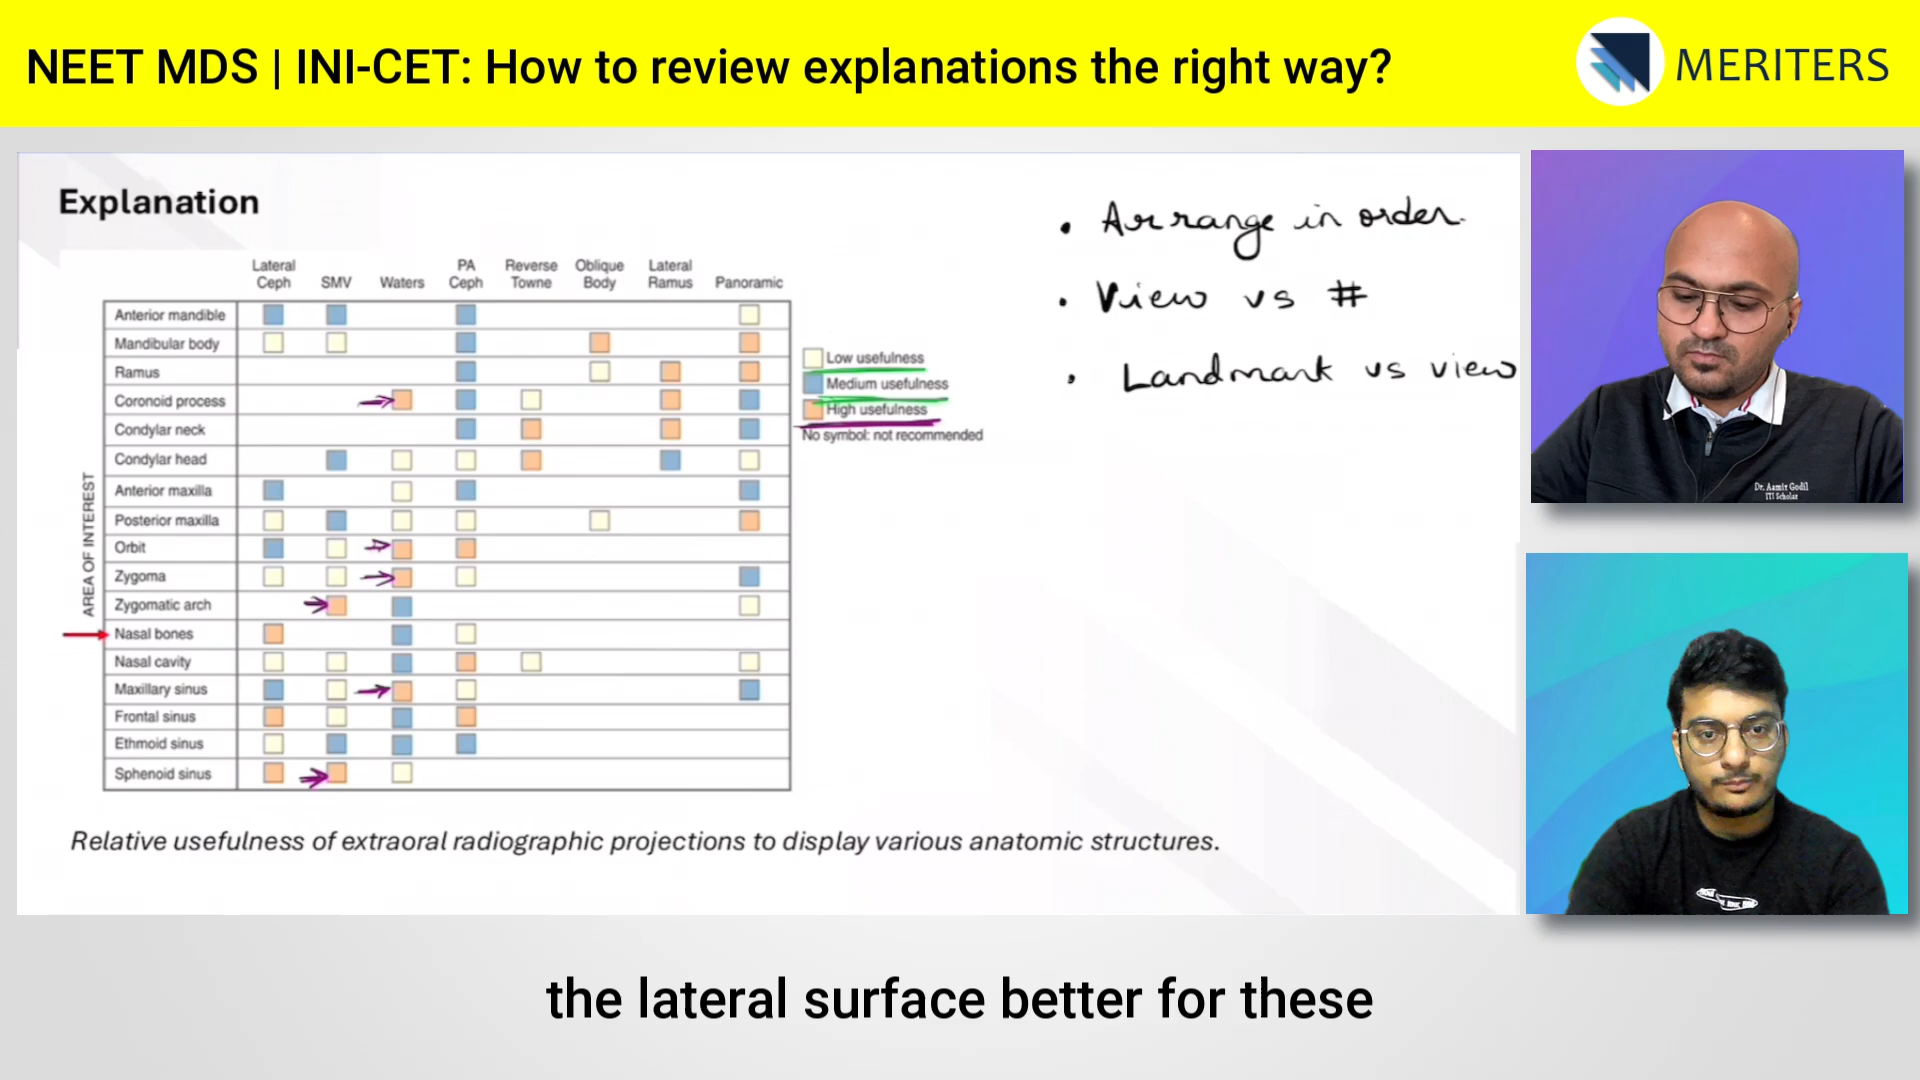 NEET MDS | INI-CET: How to review explanations the right way?
MERITERS
Explanation
Lateral Ceph
SMV
Waters
PA Ceph
Reverse Towne
Oblique Body
Lateral Ramus
Panoramic
AREA OF INTEREST
Anterior mandible
Mandibular body
Ramus
Coronoid process
Condylar neck
Condylar head
Anterior maxilla
Posterior maxilla
Orbit
Zygoma
Zygomatic arch
Nasal bones
Nasal cavity
Maxillary sinus
Frontal sinus
Ethmoid sinus
Sphenoid sinus
Low usefulness
Medium usefulness
High usefulness
No symbol: not recommended
• Arrange in order.
• View vs #
• Landmark vs view
Relative usefulness of extraoral radiographic projections to display various anatomic structures.
Dr. Aamir Godil
ITI Scholar
the lateral surface better for these